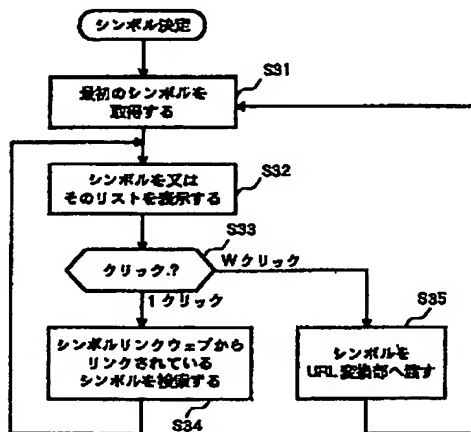 シンボル決定
S31
最初のシンボルを
取得する
S32
シンボルを又は
そのリストを表示する
S33
クリック.?
Wクリック
1クリック
S35
シンボルリンクウェブから
リンクされている
シンボルを検索する
シンボルを
URL変換部へ渡す
S34